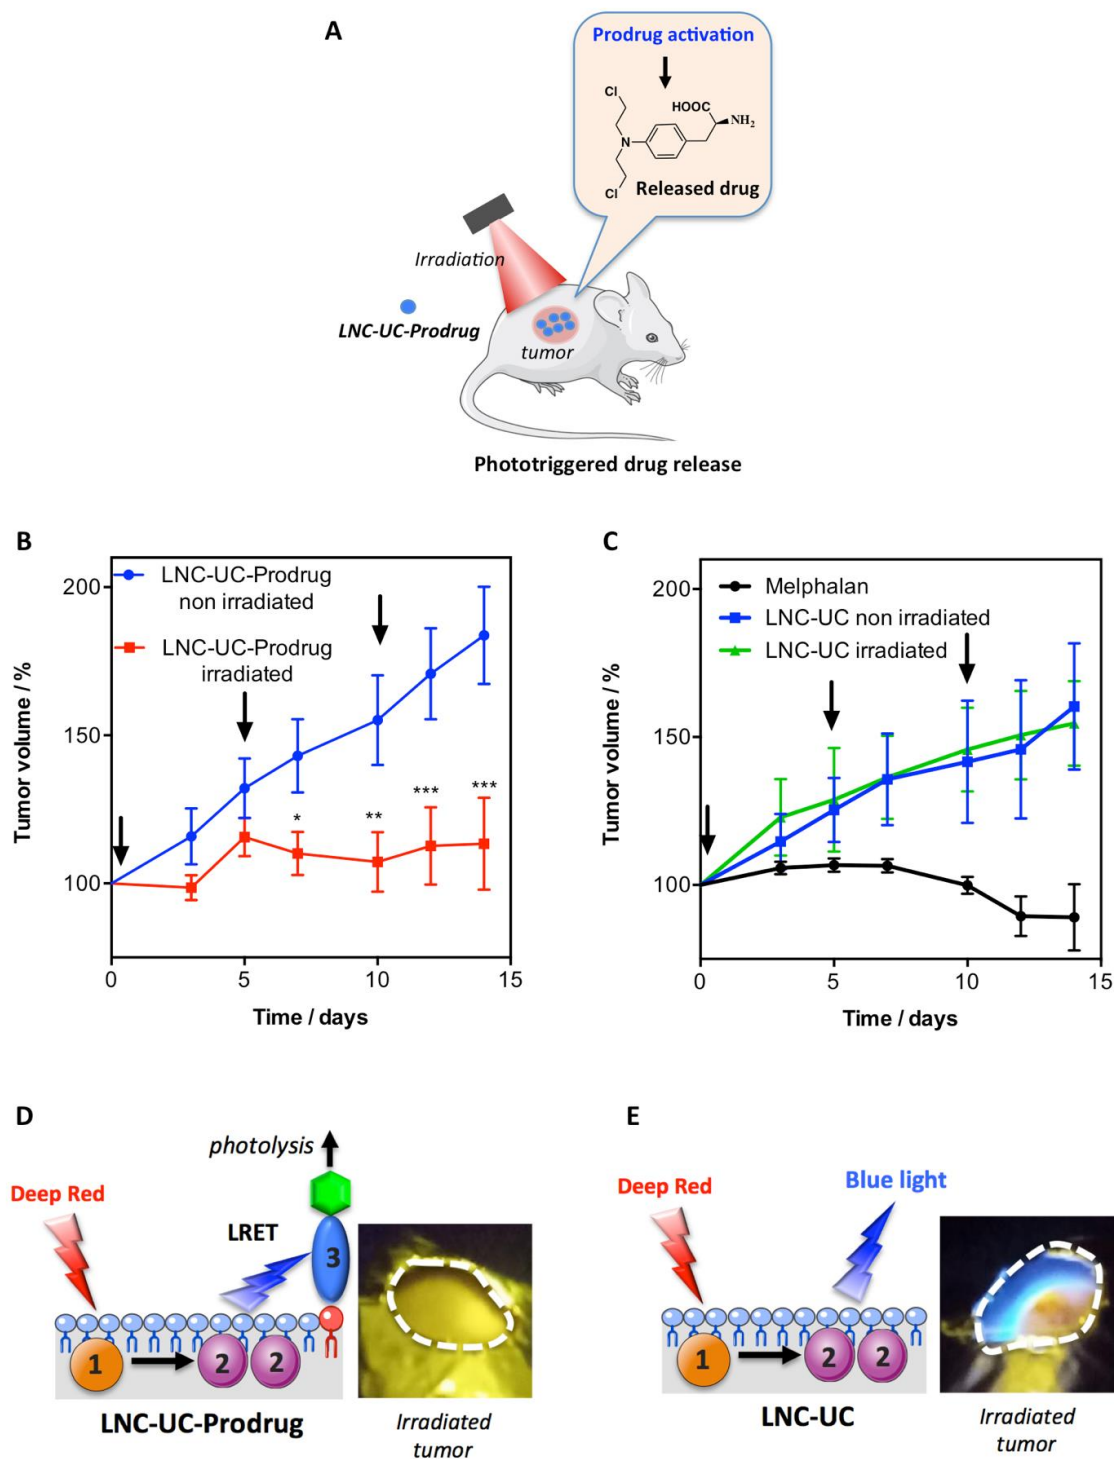 A
Prodrug activation
Cl
HOOC
NH₂
N
Cl
Released drug
Irradiation
LNC-UC-Prodrug
tumor
Phototriggered drug release
B
LNC-UC-Prodrug
non irradiated
LNC-UC-Prodrug
irradiated
Tumor volume / %
200
150
100
*
**
***
***
0
5
10
15
Time / days
C
Melphalan
LNC-UC non irradiated
LNC-UC irradiated
Tumor volume / %
200
150
100
0
5
10
15
Time / days
D
photolysis
Deep Red
LRET
3
1
2
2
LNC-UC-Prodrug
Irradiated
tumor
E
Deep Red
Blue light
1
2
2
LNC-UC
Irradiated
tumor